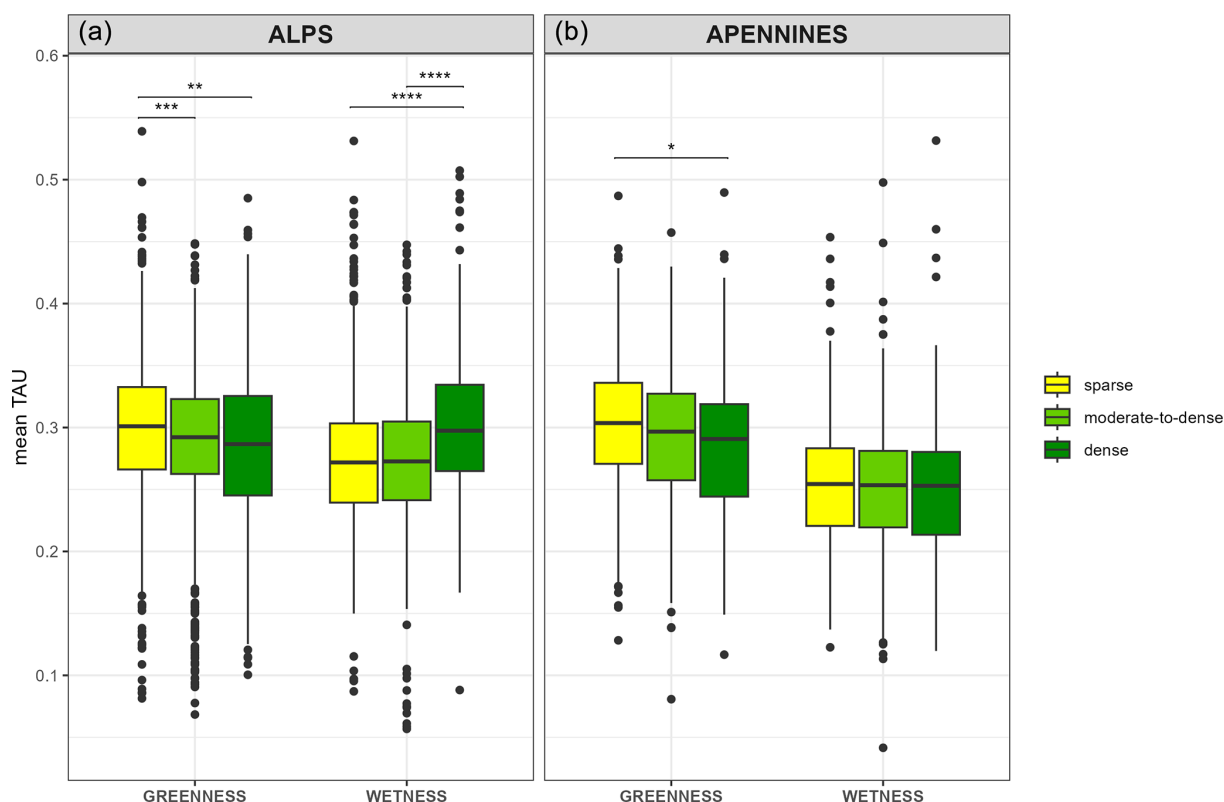 (a) ALPS
(b) APENNINES
mean TAU
0.6
0.5
0.4
0.3
0.2
0.1
**
***
****
****
*
GREENNESS
WETNESS
GREENNESS
WETNESS
sparse
moderate-to-dense
dense